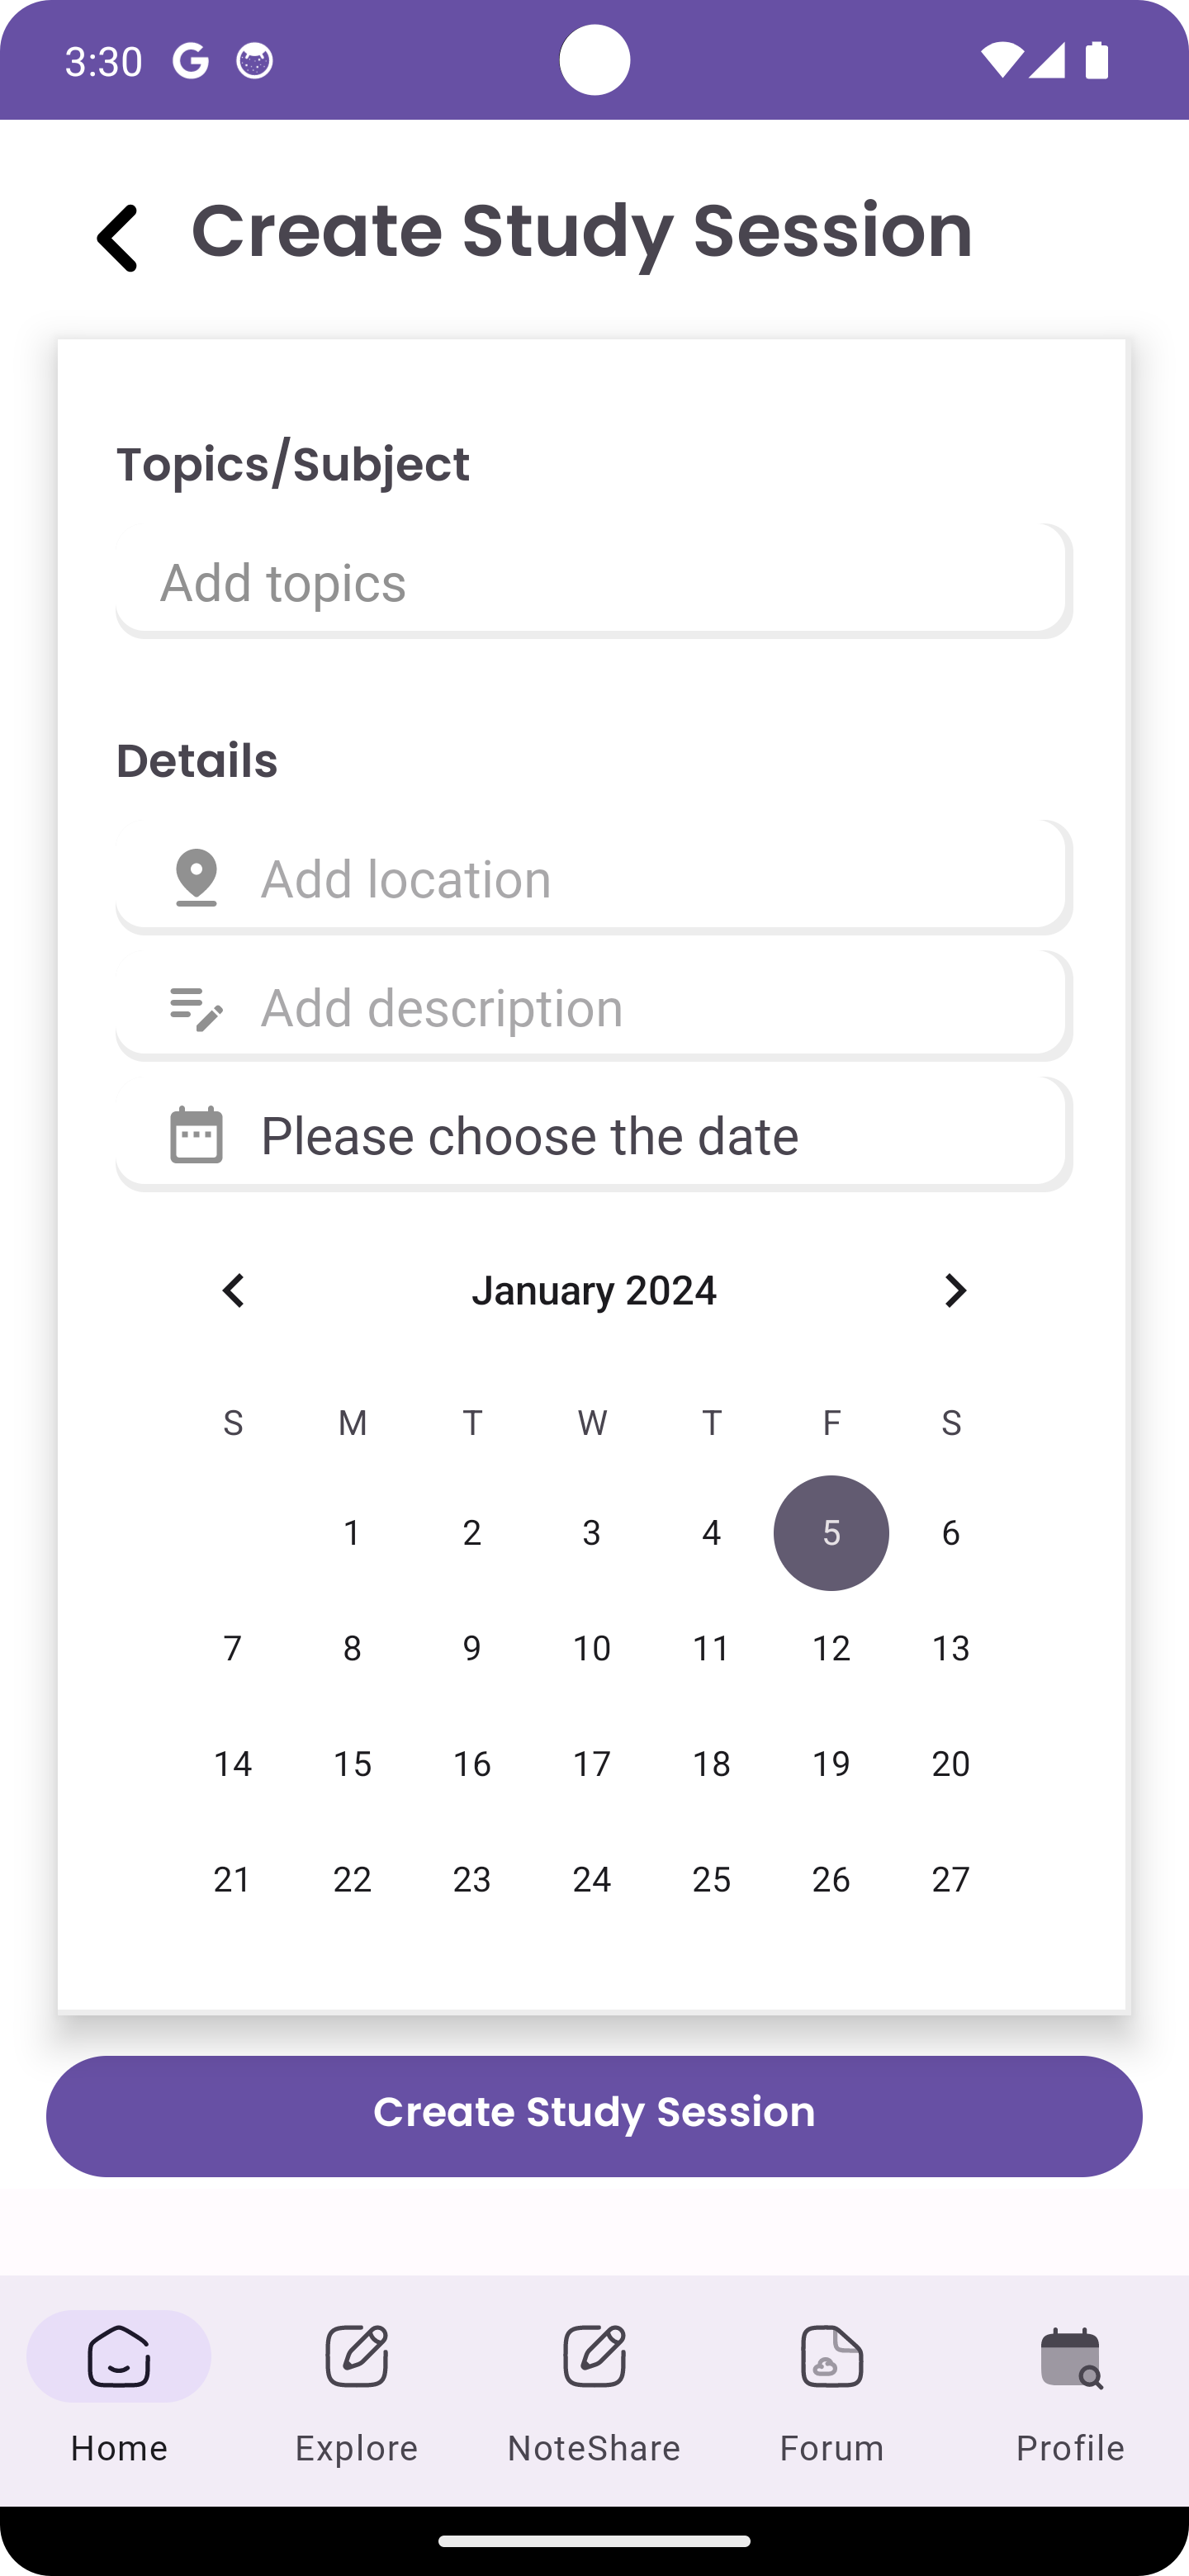 3:30
Create Study Session
Topics/Subject
Add topics
Details
Add location
Add description
Please choose the date
January 2024
S M T W T F S
1 2 3 4 5 6
7 8 9 10 11 12 13
14 15 16 17 18 19 20
21 22 23 24 25 26 27
Create Study Session
Home Explore NoteShare Forum Profile